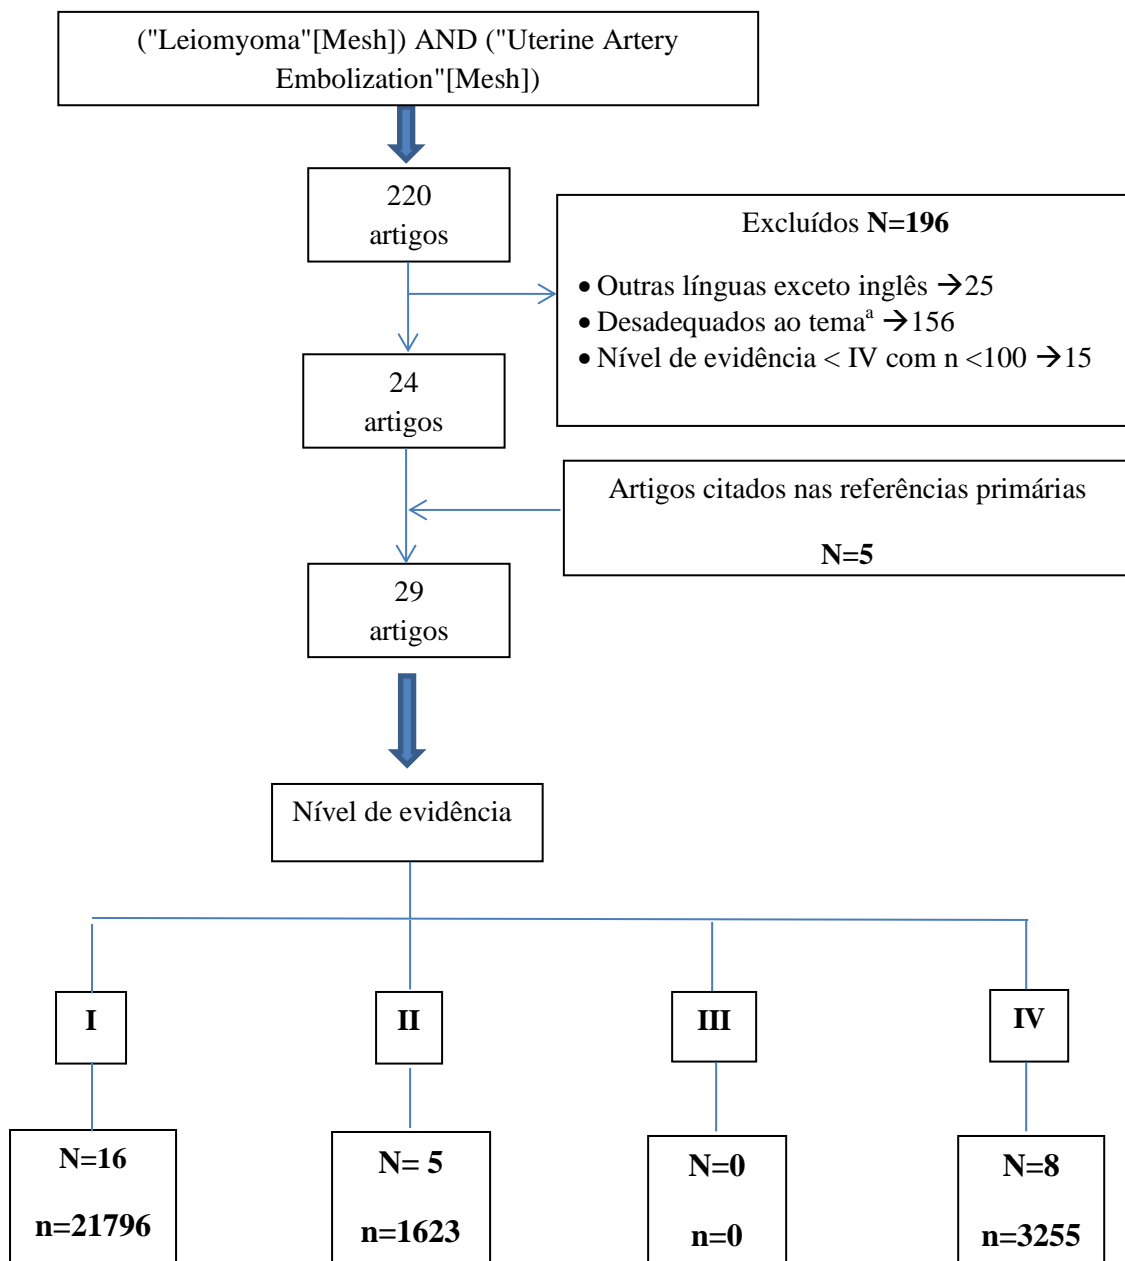 ("Leiomyoma"[Mesh]) AND ("Uterine Artery
Embolization"[Mesh])
220
artigos
Excluídos N=196
• Outras línguas exceto inglês →25
• Desadequados ao temaª →156
• Nível de evidência < IV com n <100 →15
24
artigos
Artigos citados nas referências primárias
N=5
29
artigos
Nível de evidência
I
II
III
IV
N=16
n=21796
N= 5
n=1623
N=0
n=0
N=8
n=3255